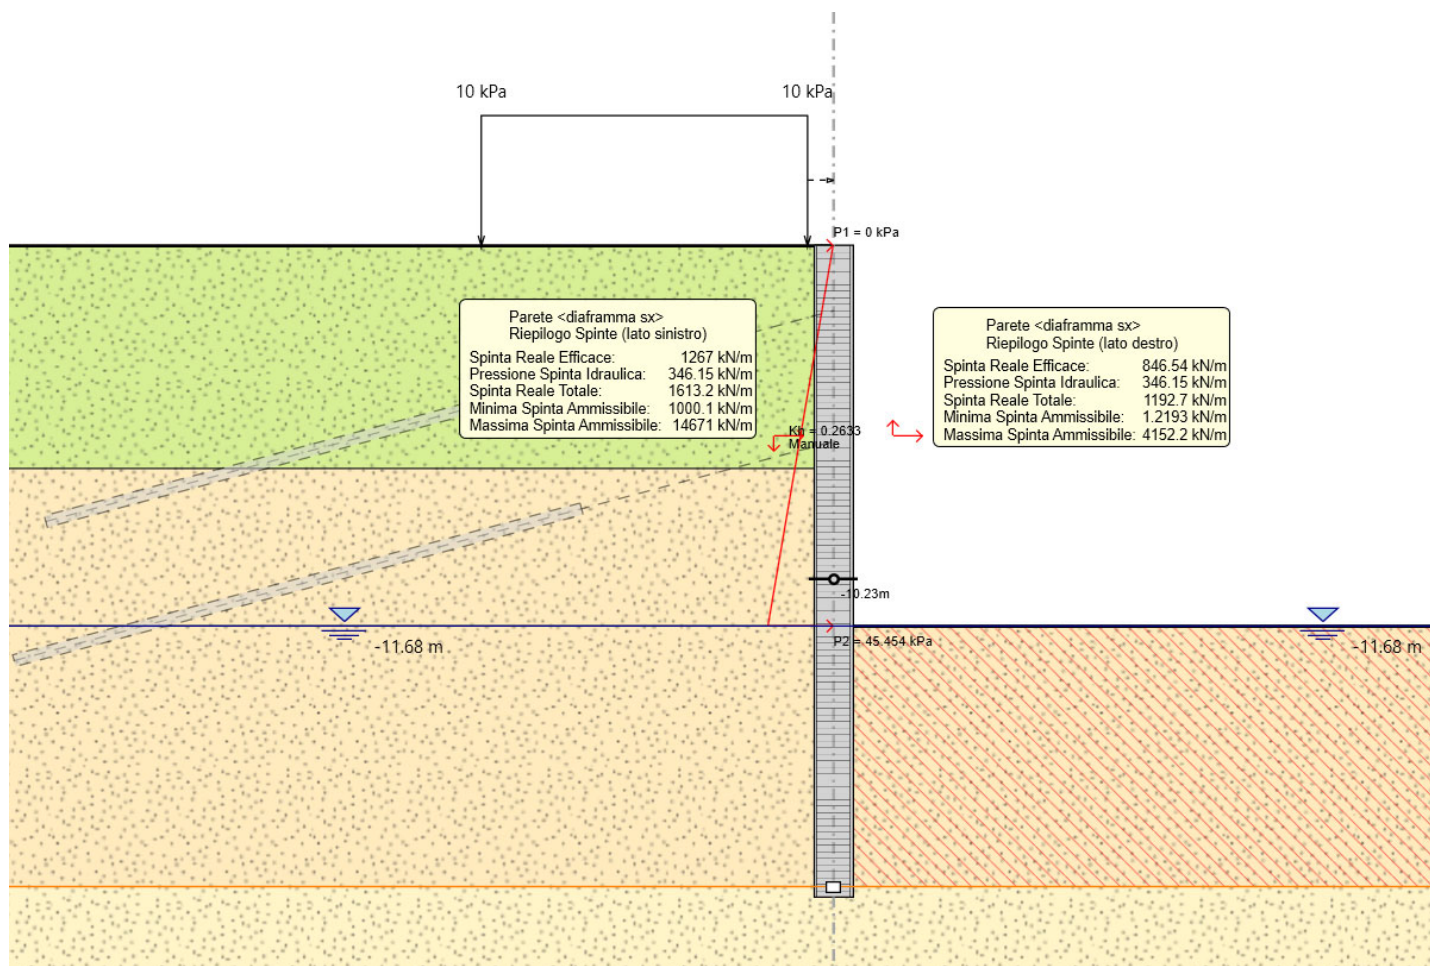 10 kPa
10 kPa
P1 = 0 kPa
Parete <diaframma sx>
Riepilogo Spinte (lato sinistro)
Spinta Reale Efficace: 1267 kN/m
Pressione Spinta Idraulica: 346.15 kN/m
Spinta Reale Totale: 1613.2 kN/m
Minima Spinta Ammissibile: 1000.1 kN/m
Massima Spinta Ammissibile: 14671 kN/m
Parete <diaframma sx>
Riepilogo Spinte (lato destro)
Spinta Reale Efficace: 846.54 kN/m
Pressione Spinta Idraulica: 346.15 kN/m
Spinta Reale Totale: 1192.7 kN/m
Minima Spinta Ammissibile: 1.2193 kN/m
Massima Spinta Ammissibile: 4152.2 kN/m
Kh = 0.2633
Manuale
-10.23m
P2 = 45.454 kPa
-11.68 m
-11.68 m